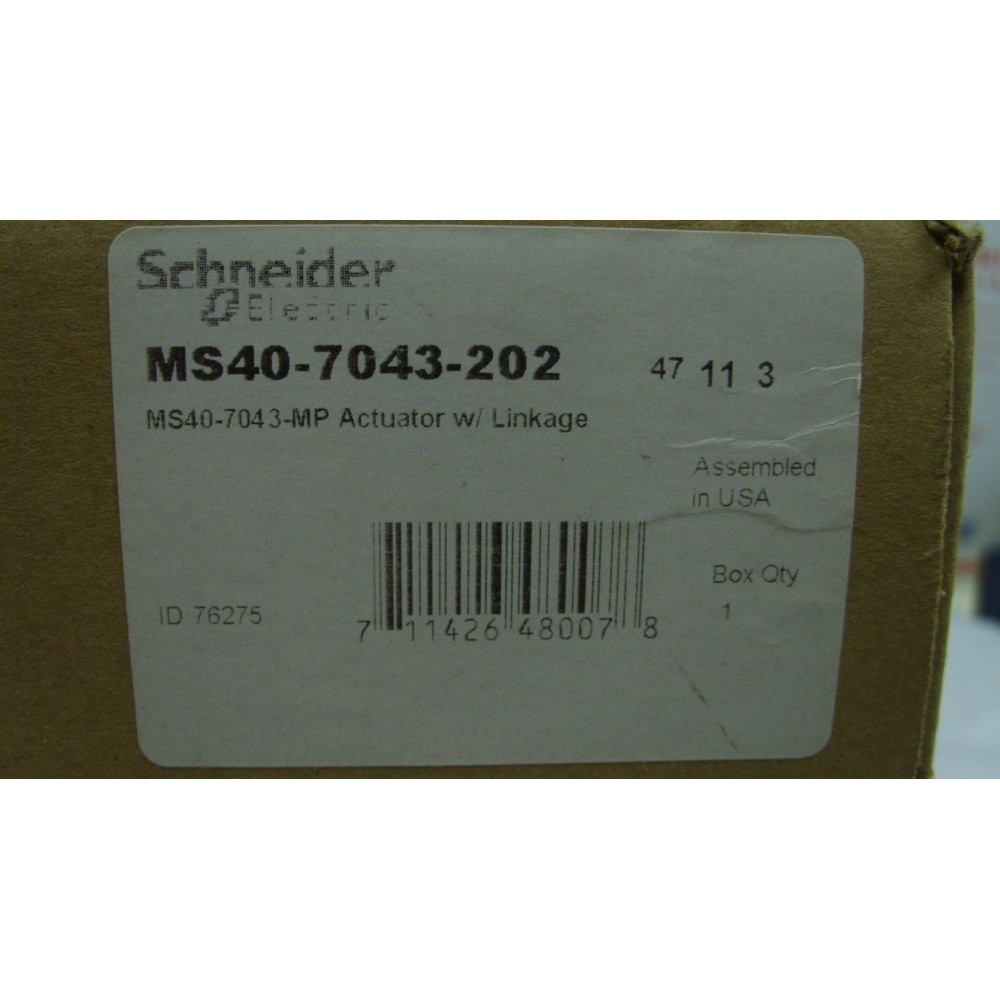 Schneider
Electric
MS40-7043-202 47 11 3
MS40-7043-MP Actuator w/ Linkage
Assembled
in USA
Box Qty
1
ID 76275
7 11426 48007 8